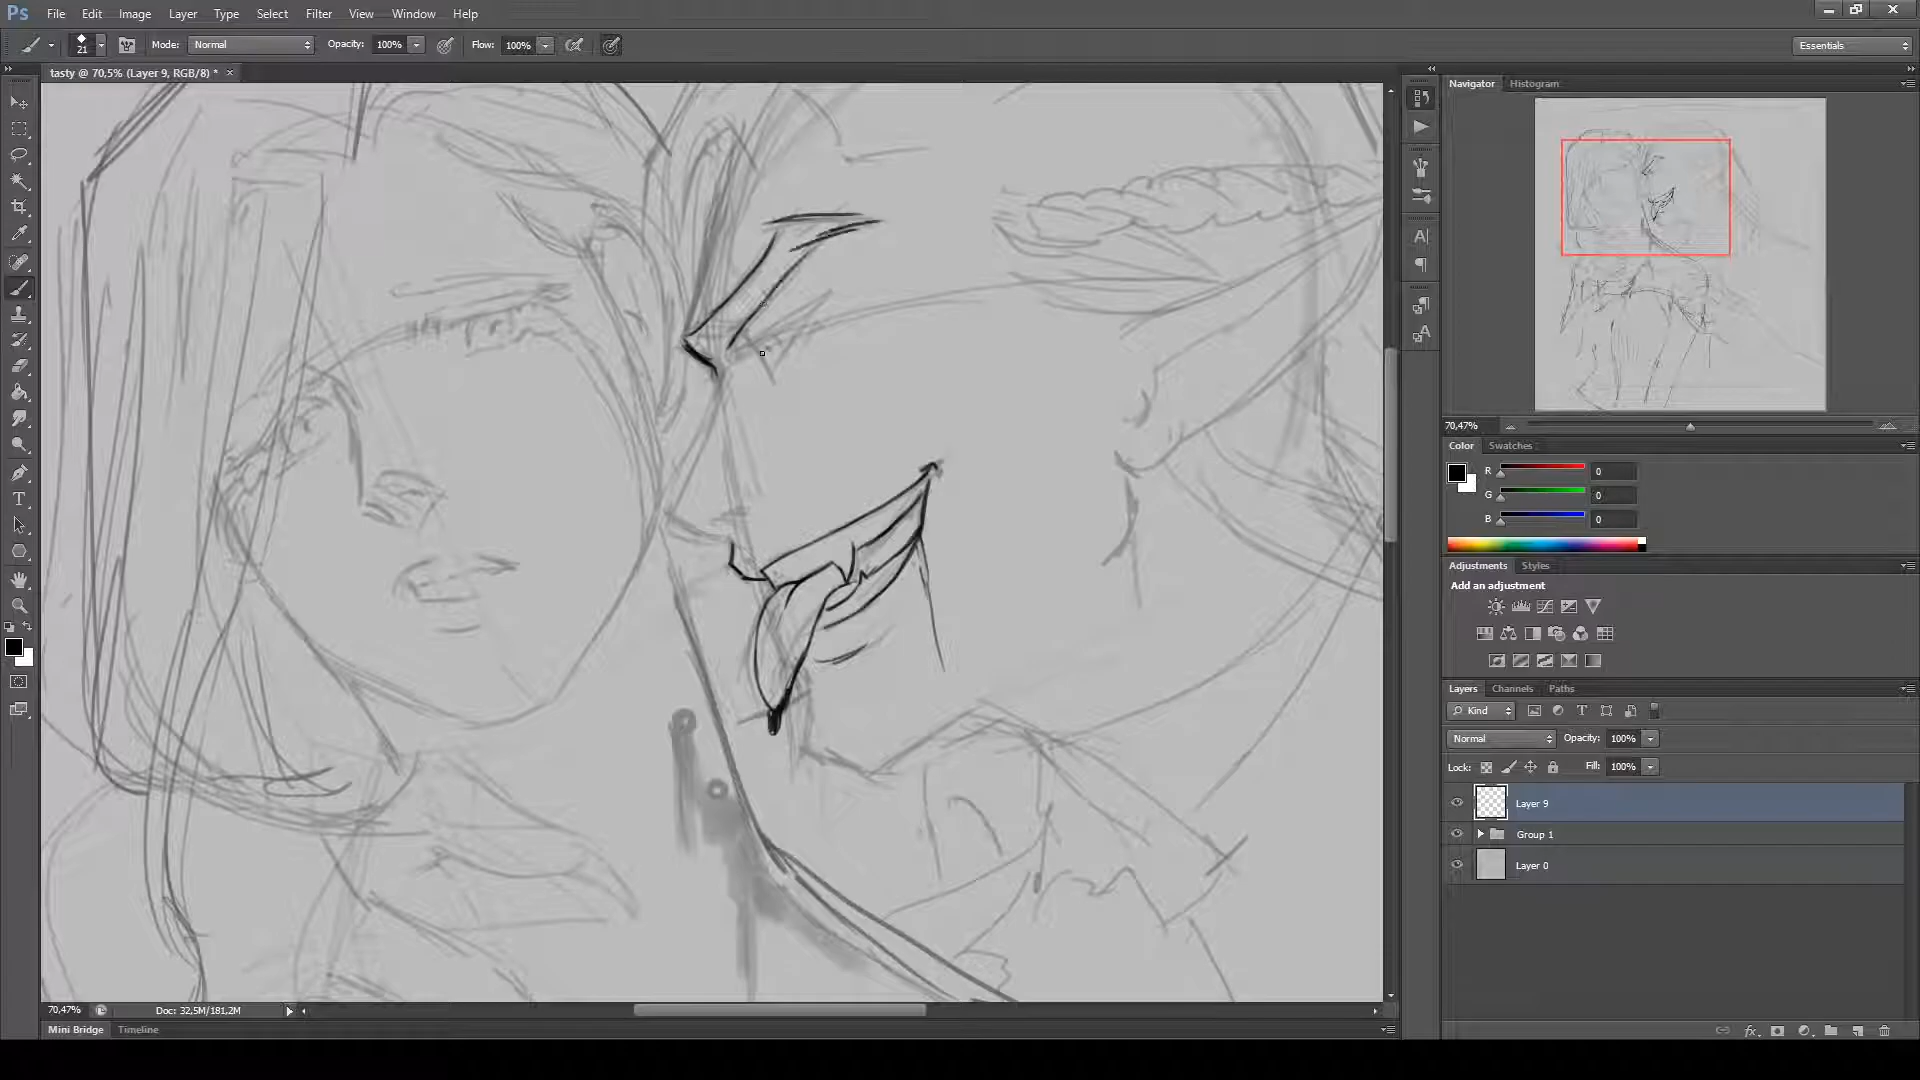 Ps File Edit Image Layer Type Select Filter View Window Help
21 Mode: Normal Opacity: 100% Flow: 100% Essentials
tasty @ 70,5% (Layer 9, RGB/8) * ×
Navigator Histogram
70,47%
Color Swatches
R 0
G 0
B 0
Adjustments Styles
Add an adjustment
Layers Channels Paths
Kind T
Normal Opacity: 100%
Lock: Fill: 100%
Layer 9
Group 1
Layer 0
fx
70,47% Doc: 32,5M/181,2M
Mini Bridge Timeline